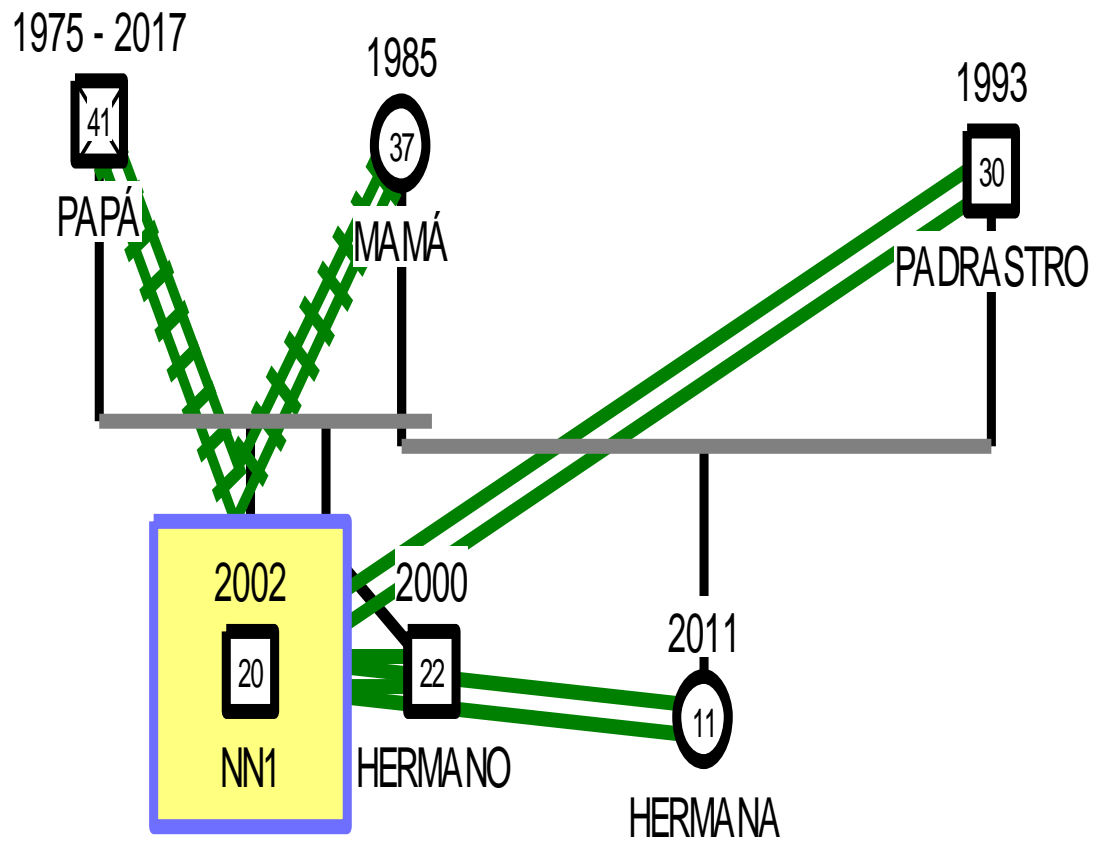 1975 - 2017
1985
1993
41
37
30
PAPÁ
MAMÁ
PADRASTRO
2002
2000
2011
20
22
11
NN1
HERMANO
HERMANA